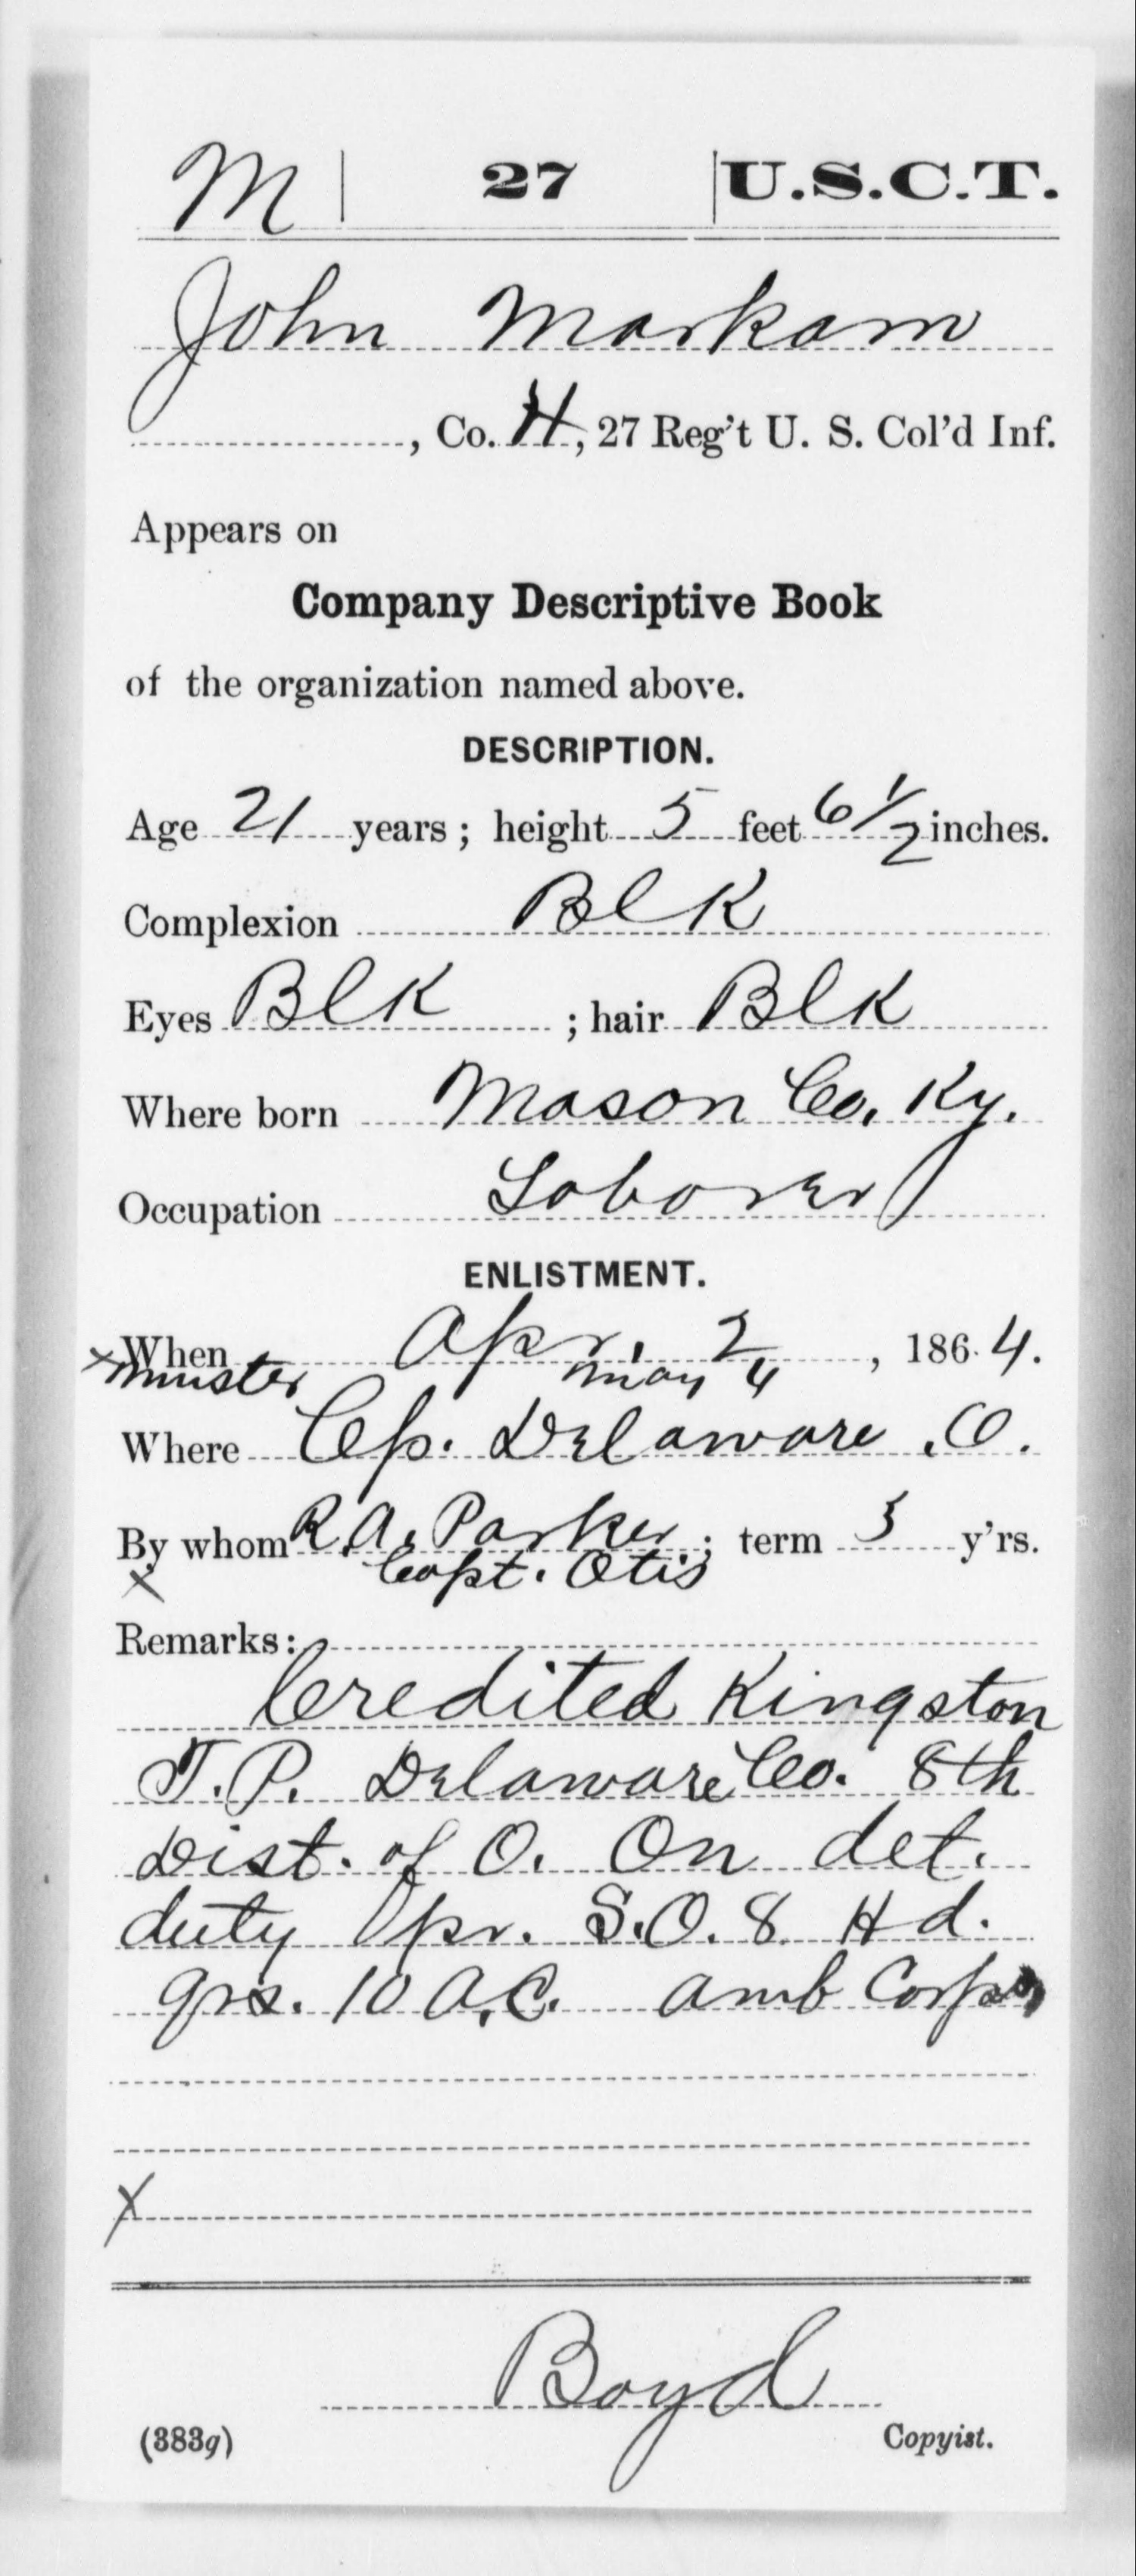 M | 27 | U.S.C.T.
John Markam
, Co. H, 27 Reg't U. S. Col'd Inf.
Appears on
Company Descriptive Book
of the organization named above.
DESCRIPTION.
Age 21 years; height 5 feet 6 1/2 inches.
Complexion Blk
Eyes Blk ; hair Blk
Where born Mason Co. Ky.
Occupation Laborer
ENLISTMENT.
When Apr. 2, 1864.
x Muster May 4
Where Cp. Delaware, O.
By whom R. A. Parker; term 3 y'rs.
x Capt. Otis
Remarks:
Credited Kingston
T.P. Delaware Co. 8th
Dist. of O. On det.
duty pr. S.O. 8 Hd.
qrs. 10 A.C. Amb Corps
x
Boyd
(383g) Copyist.